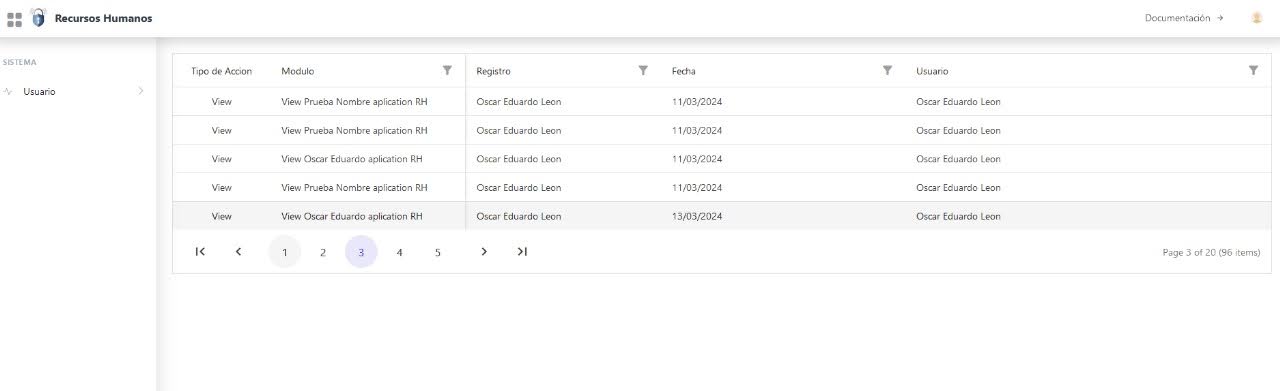 Recursos Humanos
Documentación →
SISTEMA
Usuario
Tipo de Accion Modulo Registro Fecha Usuario
View View Prueba Nombre aplication RH Oscar Eduardo Leon 11/03/2024 Oscar Eduardo Leon
View View Prueba Nombre aplication RH Oscar Eduardo Leon 11/03/2024 Oscar Eduardo Leon
View View Oscar Eduardo aplication RH Oscar Eduardo Leon 11/03/2024 Oscar Eduardo Leon
View View Prueba Nombre aplication RH Oscar Eduardo Leon 11/03/2024 Oscar Eduardo Leon
View View Oscar Eduardo aplication RH Oscar Eduardo Leon 13/03/2024 Oscar Eduardo Leon
1 2 3 4 5 Page 3 of 20 (96 items)